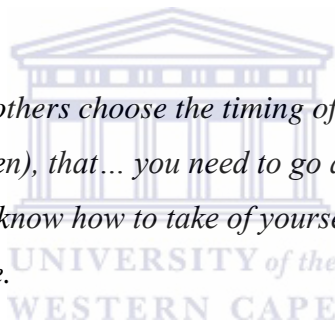 others choose the timing of
en), that… you need to go a
know how to take of yourse
e.
UNIVERSITY of the
WESTERN CAPE